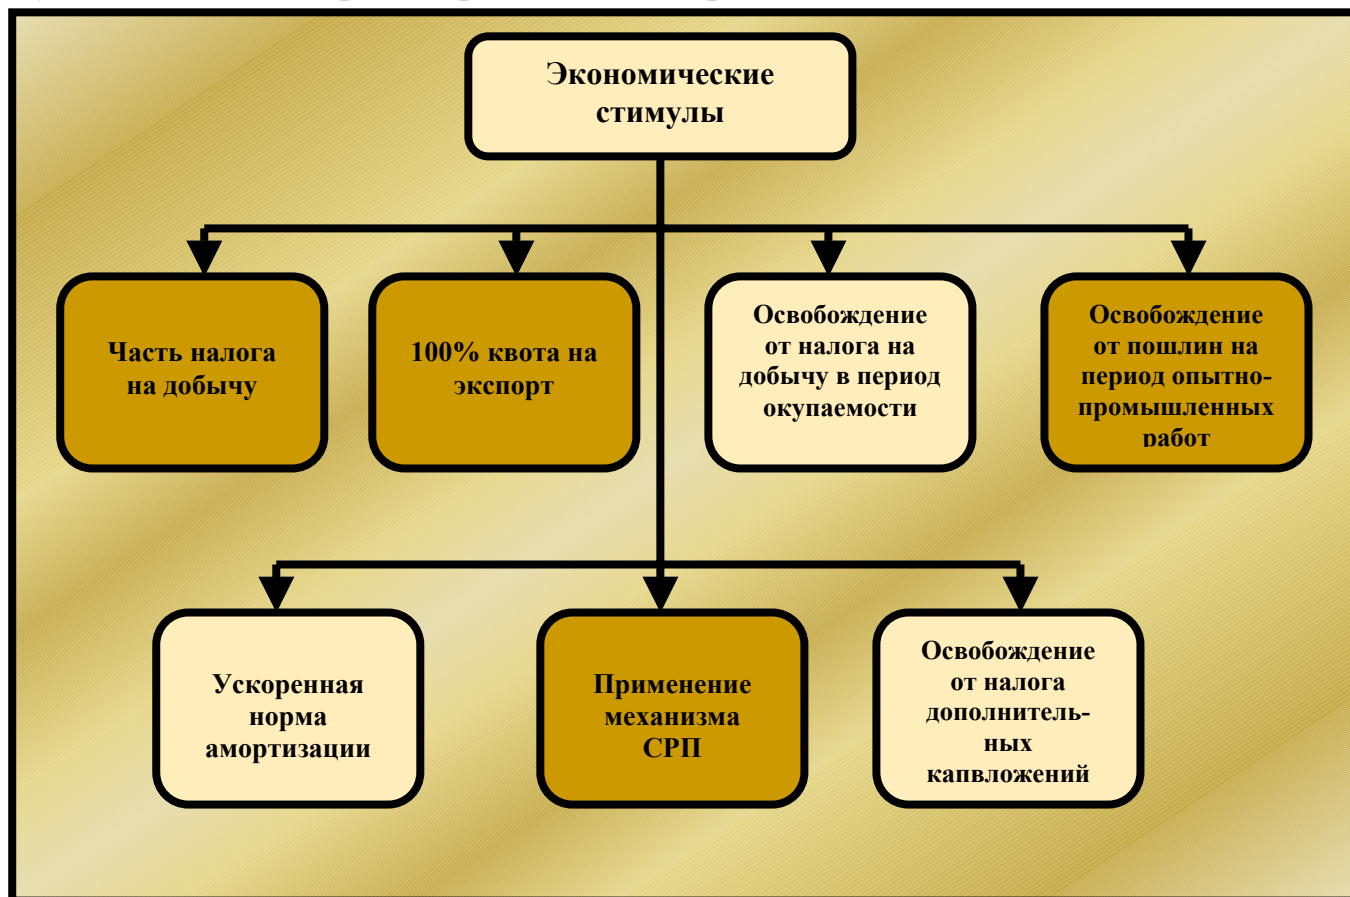 Экономические
стимулы
Часть налога
на добычу
100% квота на
экспорт
Освобождение
от налога на
добычу в период
окупаемости
Освобождение
от пошлин на
период опытно-
промышленных
работ
Ускоренная
норма
амортизации
Применение
механизма
СРП
Освобождение
от налога
дополнитель-
ных
капвложений